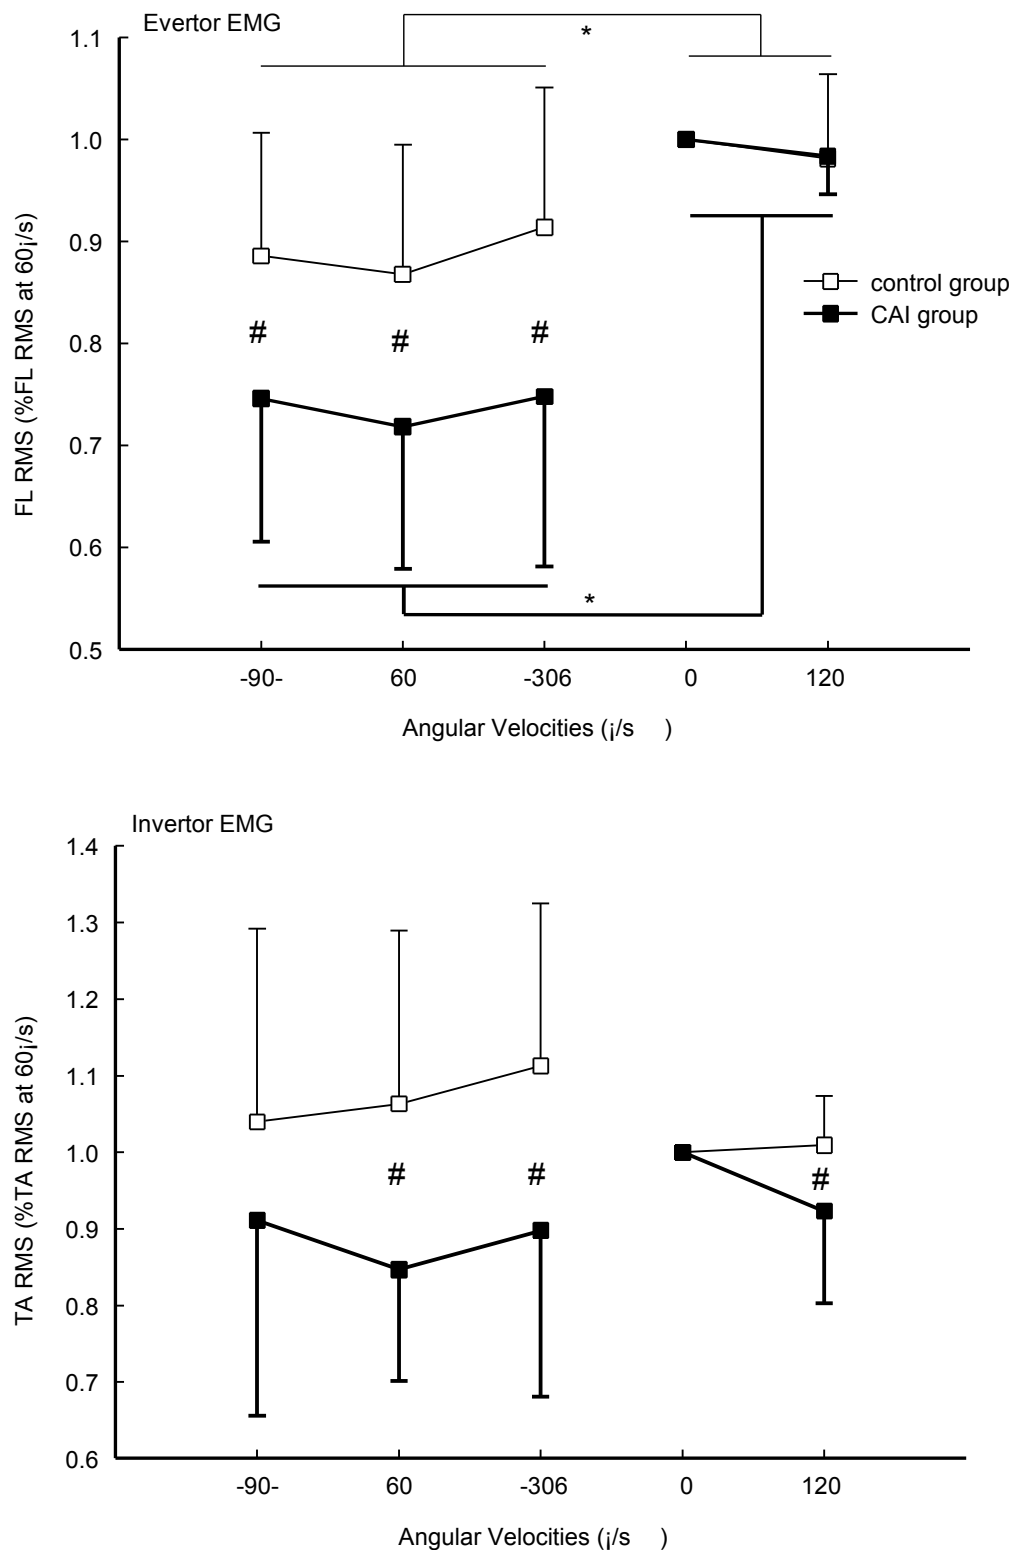 Evertor EMG
*
1.1
1.0
0.9
0.8
0.7
0.6
0.5
FL RMS (%FL RMS at 60¡/s)
# # #
control group
CAI group
*
-90- 60 -306 0 120
Angular Velocities (¡/s )
Invertor EMG
1.4
1.3
1.2
1.1
1.0
0.9
0.8
0.7
0.6
TA RMS (%TA RMS at 60¡/s)
# # #
-90- 60 -306 0 120
Angular Velocities (¡/s )